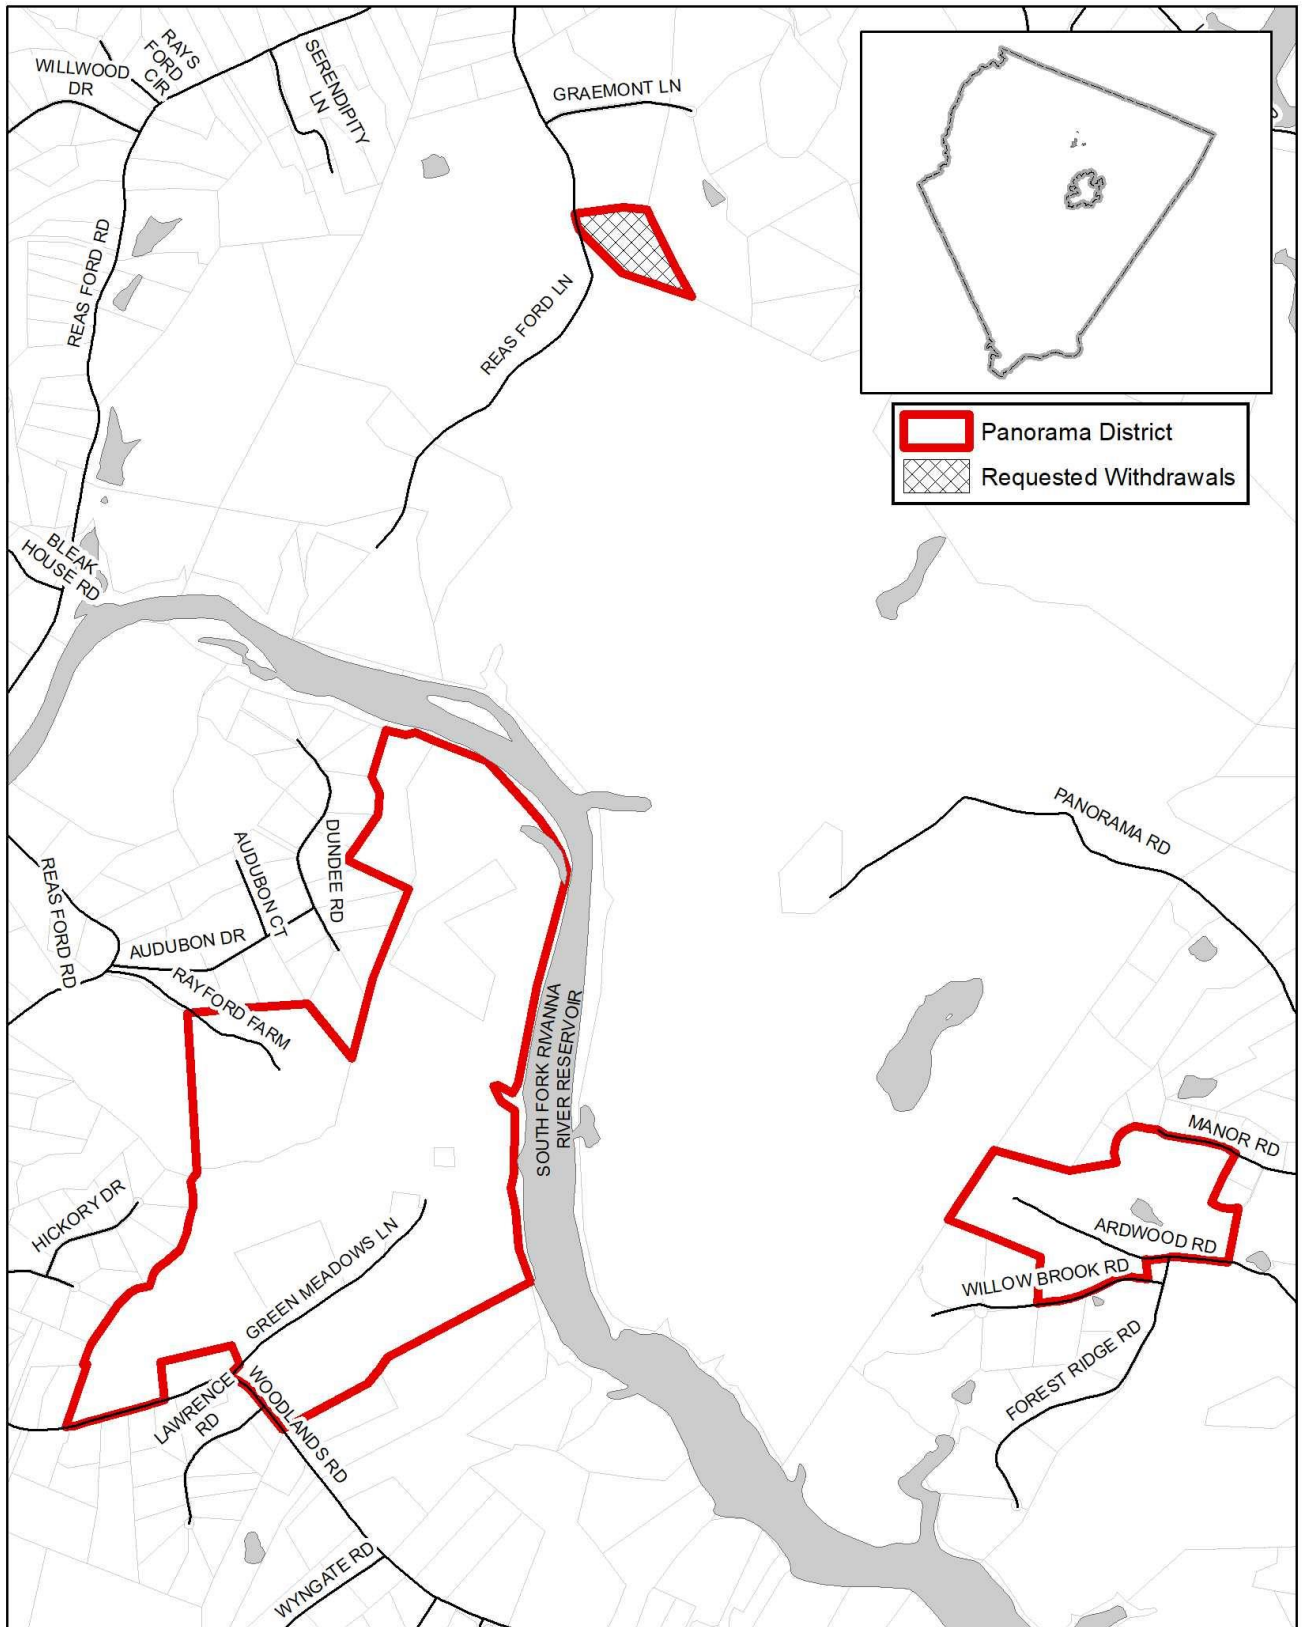 RAYS
FORD
CIR
WILLWOOD
DR
SERENDIPITY
LN
GRAEMONT LN
REAS FORD RD
REAS FORD LN
Panorama District
Requested Withdrawals
BLEAK
HOUSE RD
PANORAMA RD
DUNDEE RD
AUDUBON CT
REAS FORD RD
AUDUBON DR
RAYFORD FARM
SOUTH FORK RIVANNA
RIVER RESERVOIR
MANOR RD
HICKORY DR
ARDWOOD RD
GREEN MEADOWS LN
WILLOW BROOK RD
FOREST RIDGE RD
LAWRENCE
RD
WOODLANDS RD
WYNGATE RD